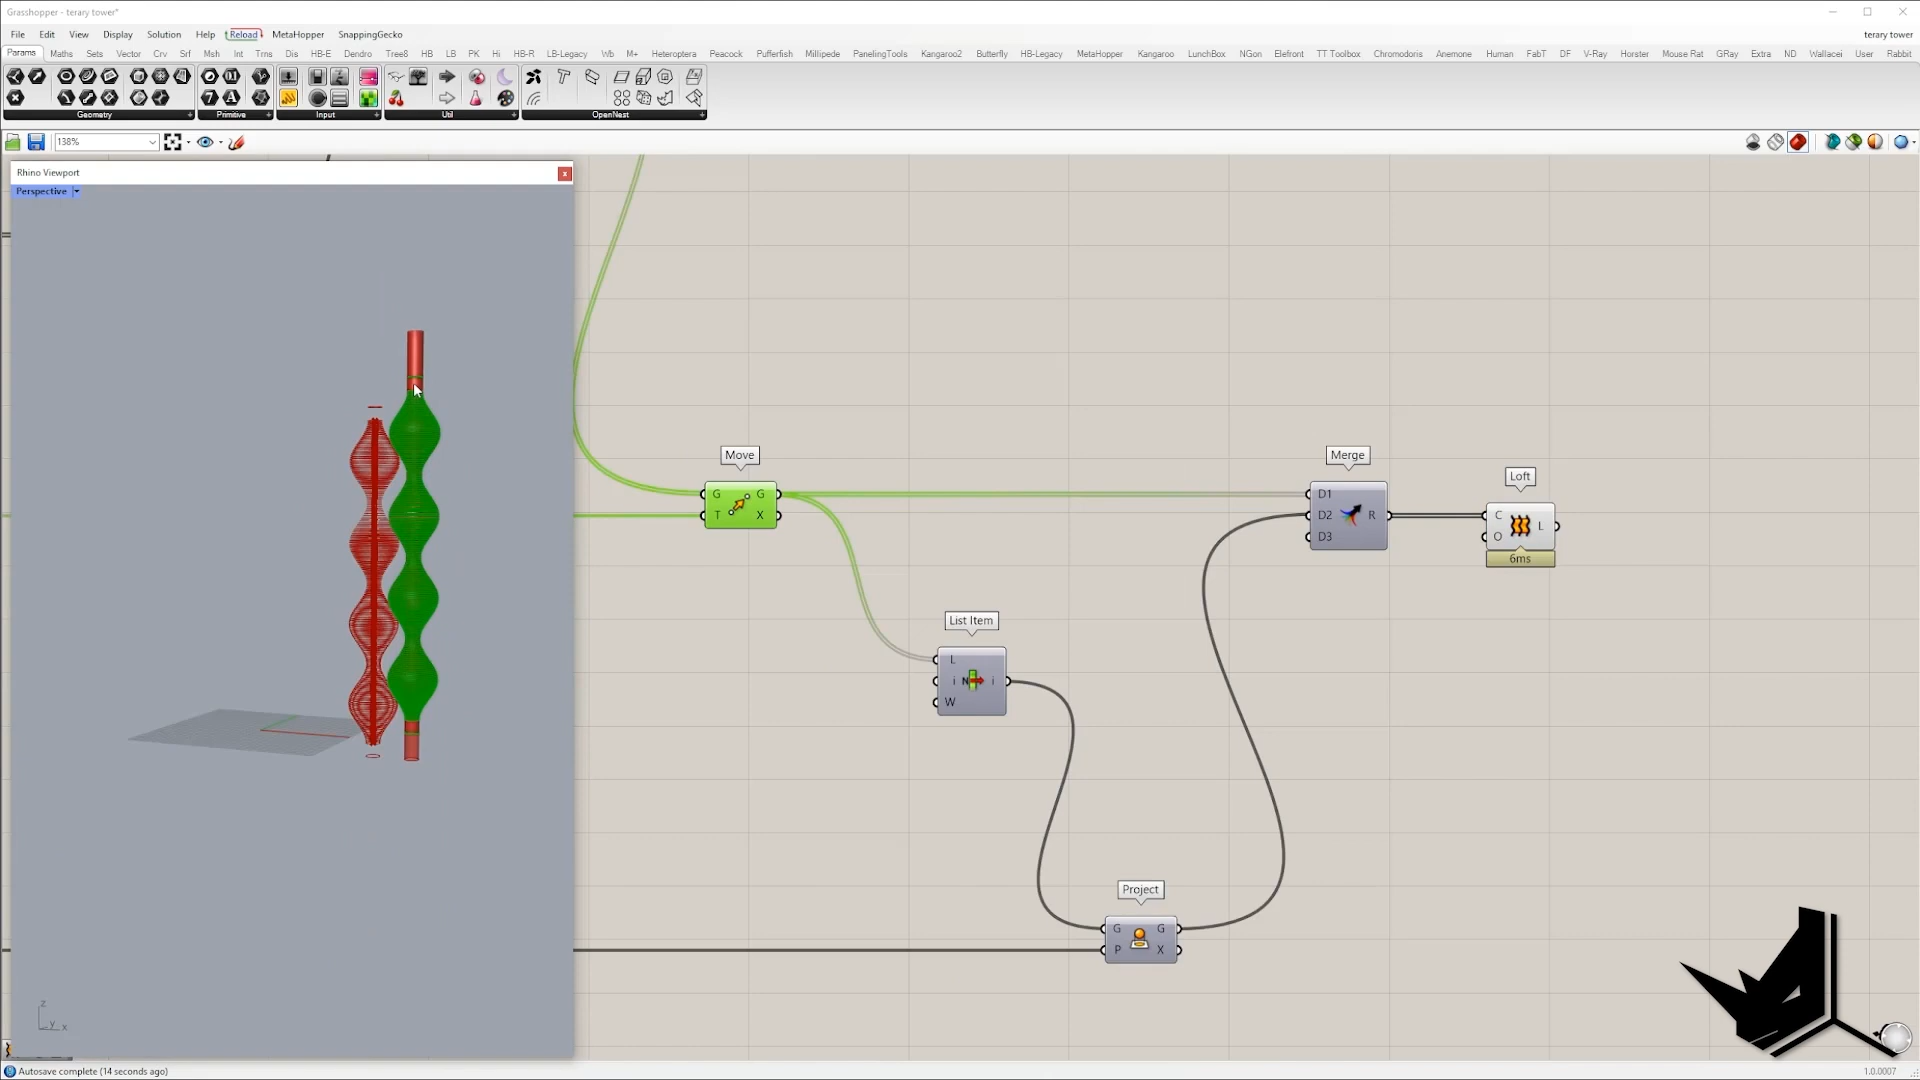 Grasshopper - terary tower*
File Edit View Display Solution Help Reload MetaHopper SnappingGecko
terary tower
Params Maths Sets Vector Crv Srf Msh Int Trns Dis HB-E Dendro Tree8 HB LB PK Hi HB-R LB-Legacy Wb M+ Heteroptera Peacock Pufferfish Millipede PanelingTools Kangaroo2 Butterfly HB-Legacy MetaHopper Kangaroo LunchBox NGon Elefront TT Toolbox Chromodoris Anemone Human FabT DF V-Ray Horster Mouse Rat GRay Extra ND Wallacei User Rabbit
Geometry Primitive Input Util OpenNest
138%
Rhino Viewport
Perspective
Move
G G
T X
Merge
D1
D2 R
D3
Loft
C L
O
6ms
List Item
L
i N i
W
Project
G G
P X
z
y x
Autosave complete (14 seconds ago)
1.0.0007